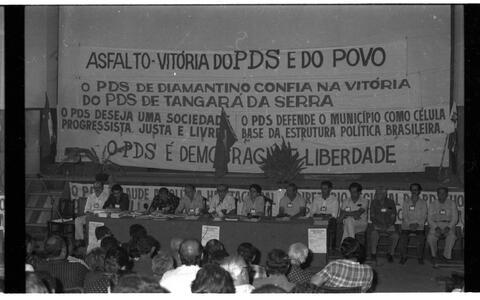 ASFALTO-VITÓRIA DO PDS E DO POVO
O PDS DE DIAMANTINO CONFIA NA VITÓRIA
DO PDS DE TANGARÁ DA SERRA
O PDS DESEJA UMA SOCIEDADE
PROGRESSISTA, JUSTA E LIVRE
O PDS DEFENDE O MUNICÍPIO COMO CÉLULA
BASE DA ESTRUTURA POLÍTICA BRASILEIRA.
O PDS É DEMOCRACIA LIBERDADE
SAÚDE